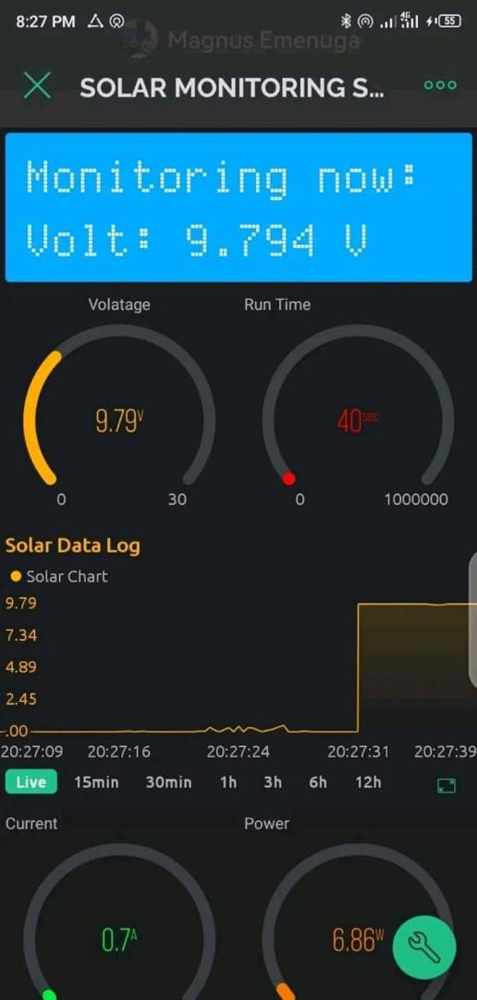 8:27 PM
4G
55
Magnus Emenuga
SOLAR MONITORING S...
Monitoring now:
Volt: 9.794 V
Volatage
Run Time
9.79V
40sec
0
30
0
1000000
Solar Data Log
Solar Chart
9.79
7.34
4.89
2.45
.00
20:27:09
20:27:16
20:27:24
20:27:31
20:27:39
Live
15min
30min
1h
3h
6h
12h
Current
Power
0.7A
6.86W